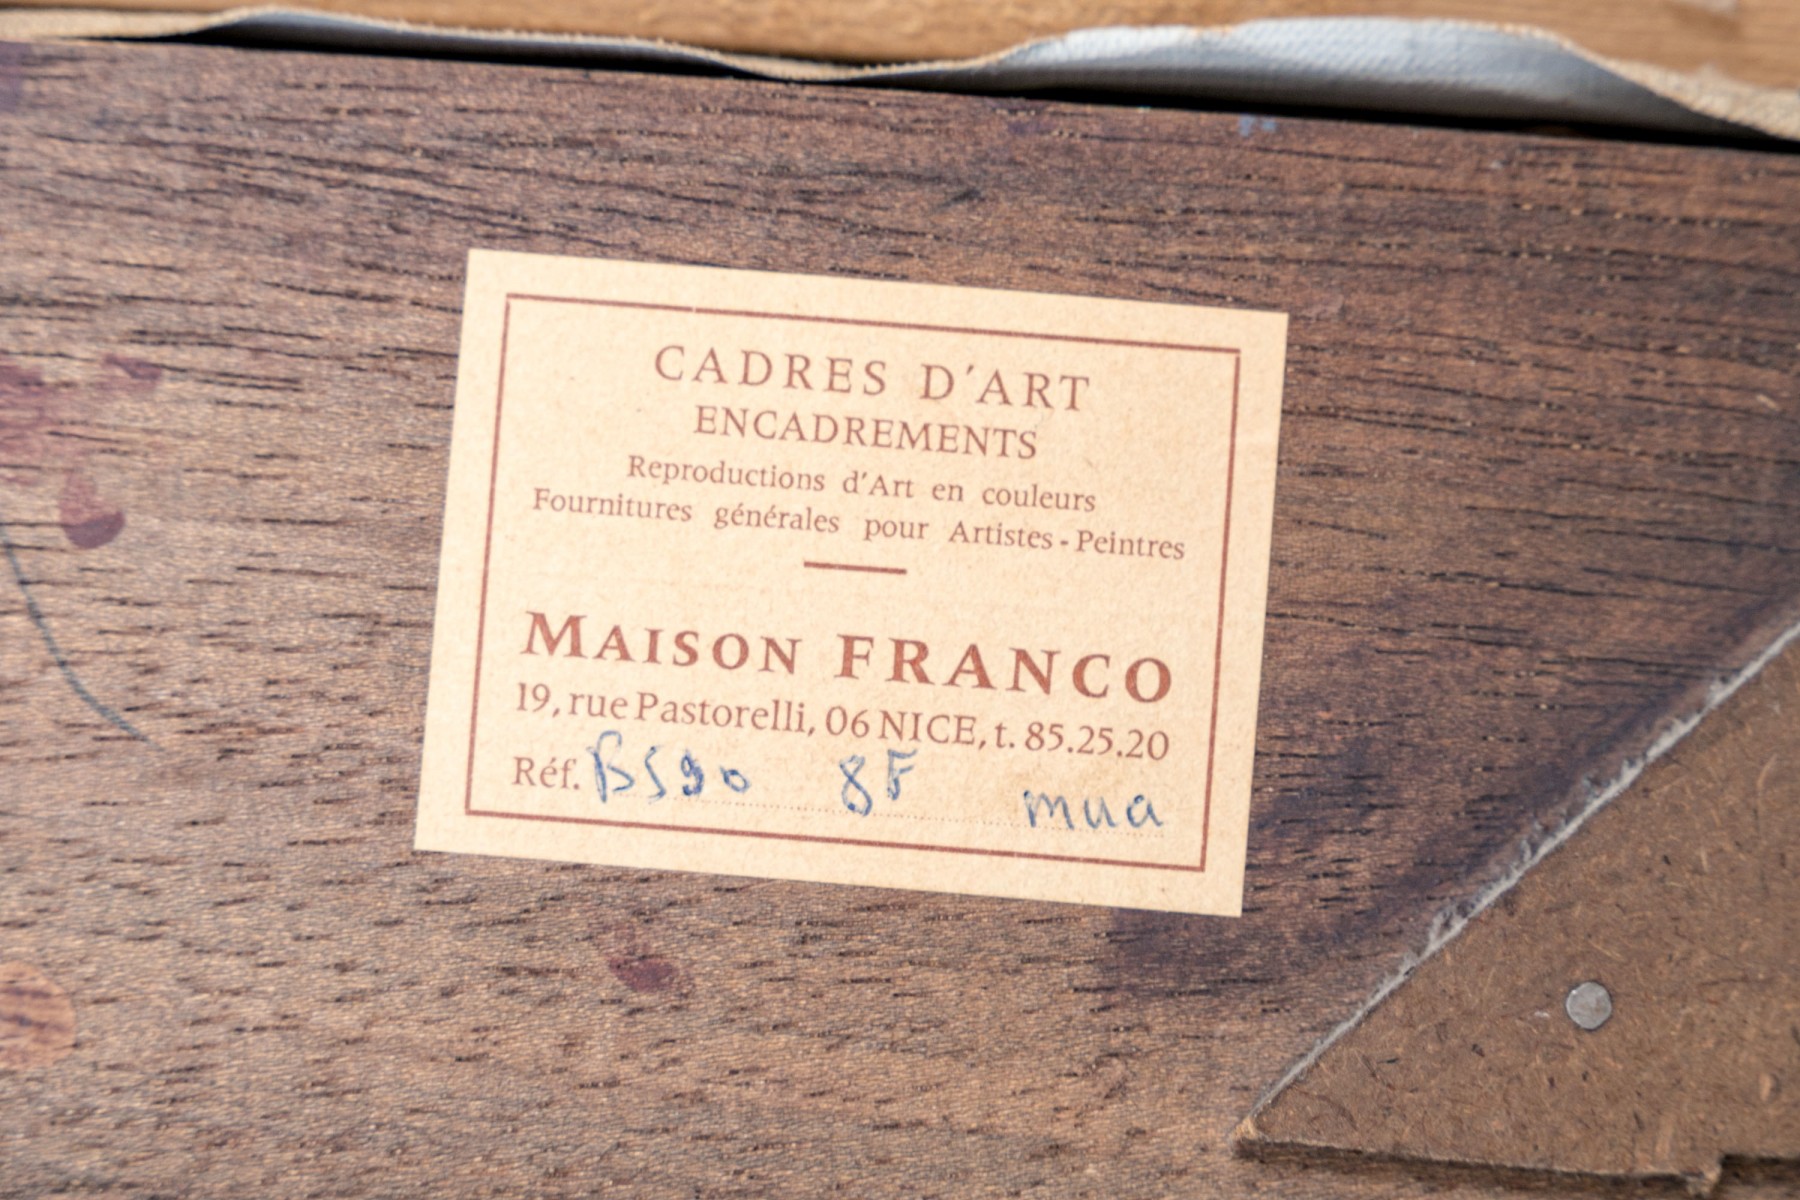 CADRES D'ART
ENCADREMENTS
Reproductions d'Art en couleurs
Fournitures générales pour Artistes-Peintres
MAISON FRANCO
19, rue Pastorelli, 06 NICE, t. 85.25.20
Réf. BS90 8F mua